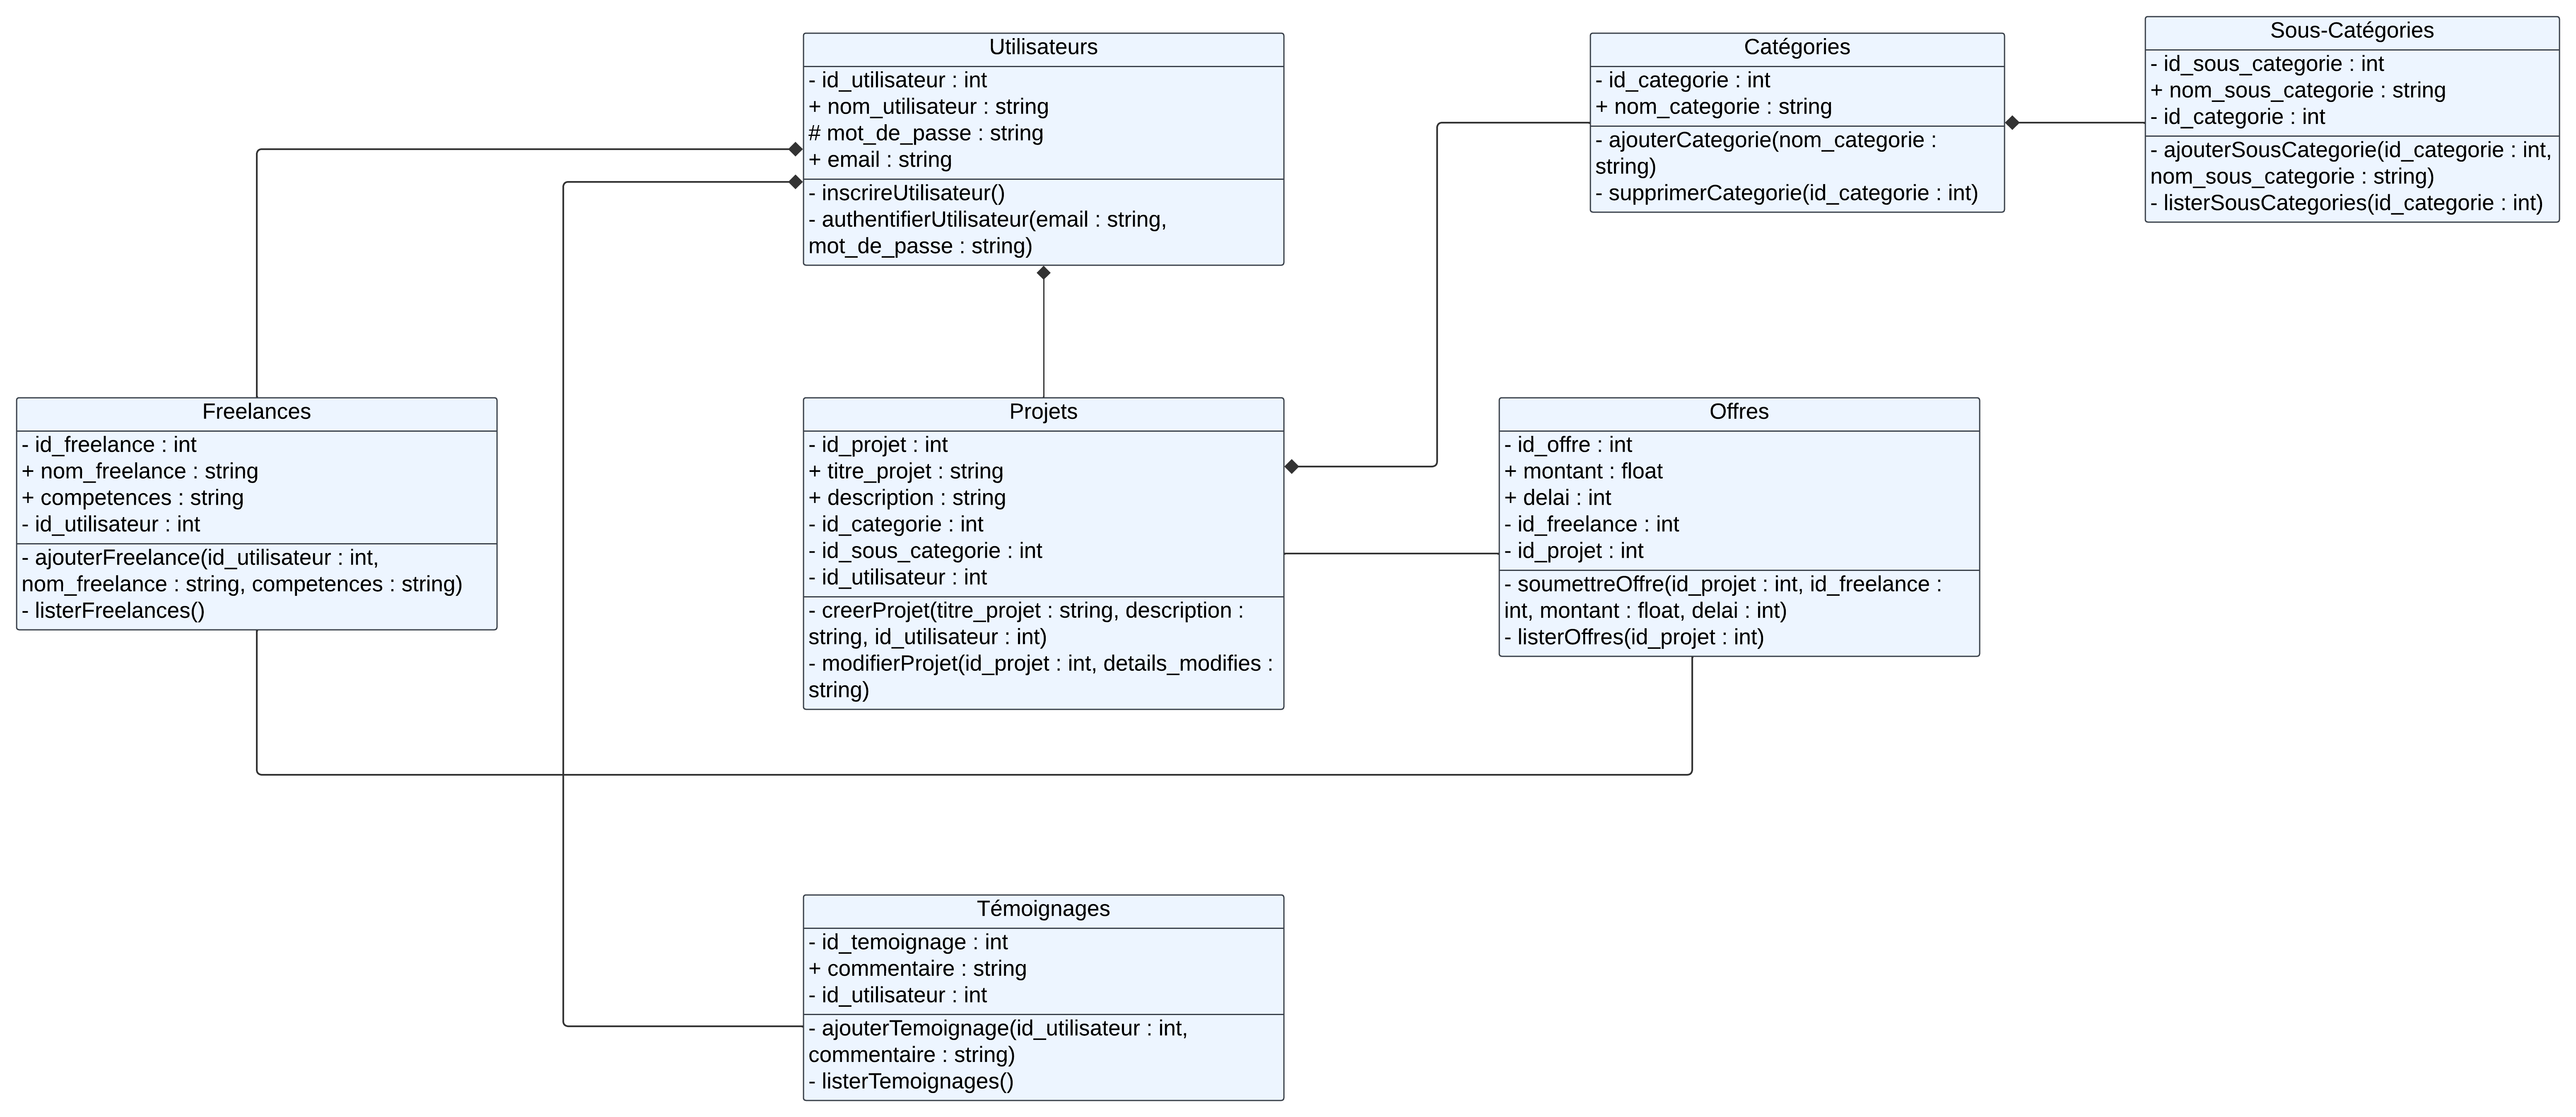 Utilisateurs
- id_utilisateur : int
+ nom_utilisateur : string
# mot_de_passe : string
+ email : string
- inscrireUtilisateur()
- authentifierUtilisateur(email : string,
mot_de_passe : string)
Catégories
- id_categorie : int
+ nom_categorie : string
- ajouterCategorie(nom_categorie :
string)
- supprimerCategorie(id_categorie : int)
Sous-Catégories
- id_sous_categorie : int
+ nom_sous_categorie : string
- id_categorie : int
- ajouterSousCategorie(id_categorie : int,
nom_sous_categorie : string)
- listerSousCategories(id_categorie : int)
Freelances
- id_freelance : int
+ nom_freelance : string
+ competences : string
- id_utilisateur : int
- ajouterFreelance(id_utilisateur : int,
nom_freelance : string, competences : string)
- listerFreelances()
Projets
- id_projet : int
+ titre_projet : string
+ description : string
- id_categorie : int
- id_sous_categorie : int
- id_utilisateur : int
- creerProjet(titre_projet : string, description :
string, id_utilisateur : int)
- modifierProjet(id_projet : int, details_modifies :
string)
Offres
- id_offre : int
+ montant : float
+ delai : int
- id_freelance : int
- id_projet : int
- soumettreOffre(id_projet : int, id_freelance :
int, montant : float, delai : int)
- listerOffres(id_projet : int)
Témoignages
- id_temoignage : int
+ commentaire : string
- id_utilisateur : int
- ajouterTemoignage(id_utilisateur : int,
commentaire : string)
- listerTemoignages()